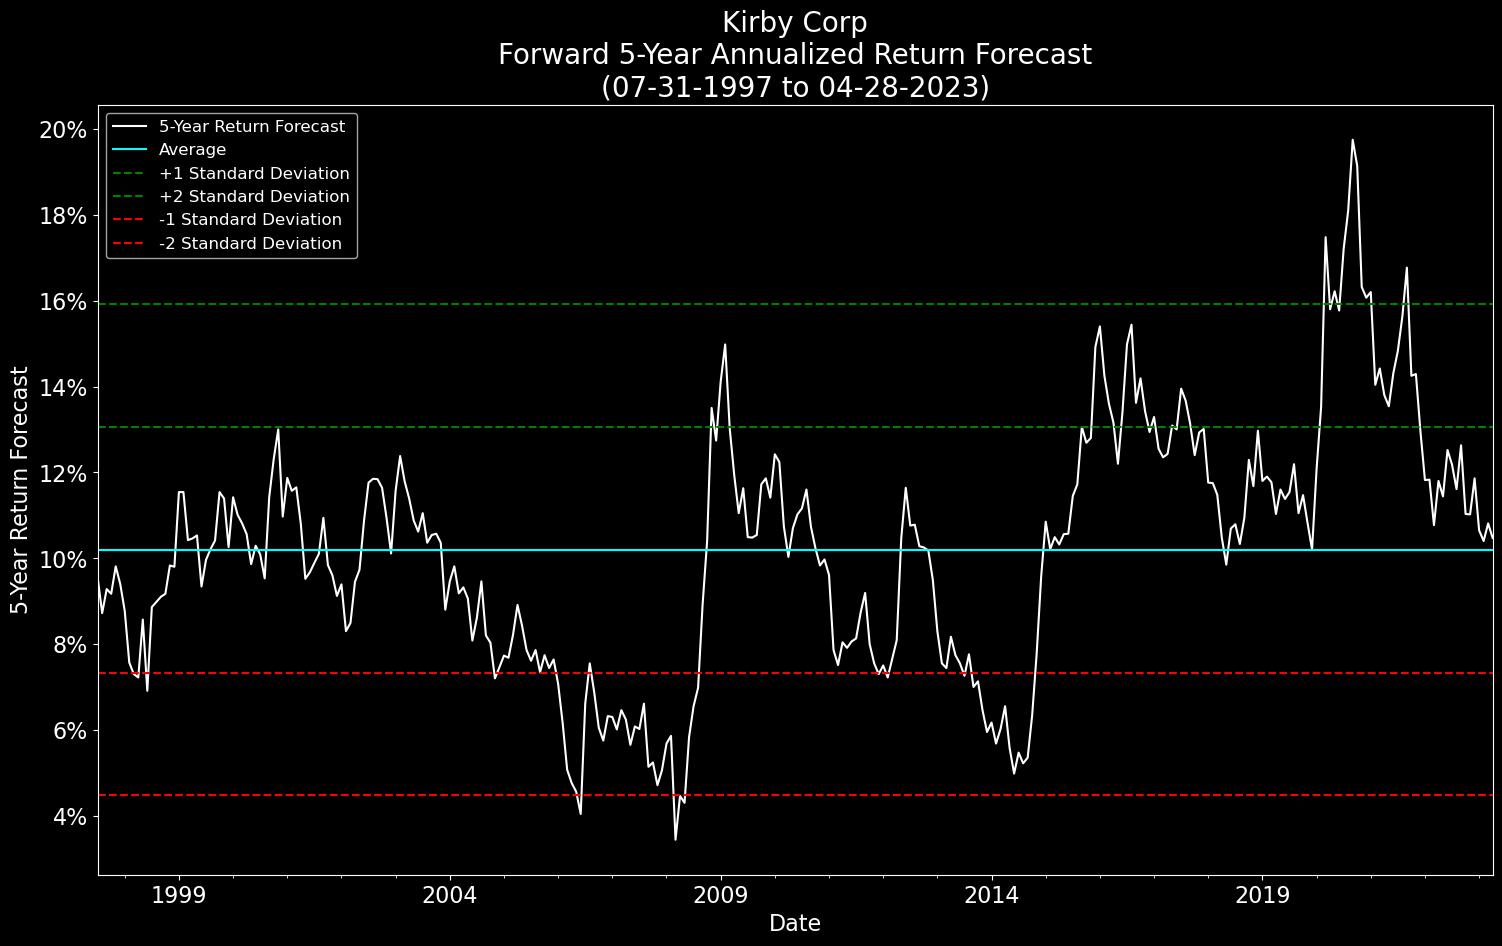 Kirby Corp
Forward 5-Year Annualized Return Forecast
(07-31-1997 to 04-28-2023)
5-Year Return Forecast
Average
+1 Standard Deviation
+2 Standard Deviation
-1 Standard Deviation
-2 Standard Deviation
20%
18%
16%
14%
12%
10%
8%
6%
4%
5-Year Return Forecast
1999
2004
2009
2014
2019
Date